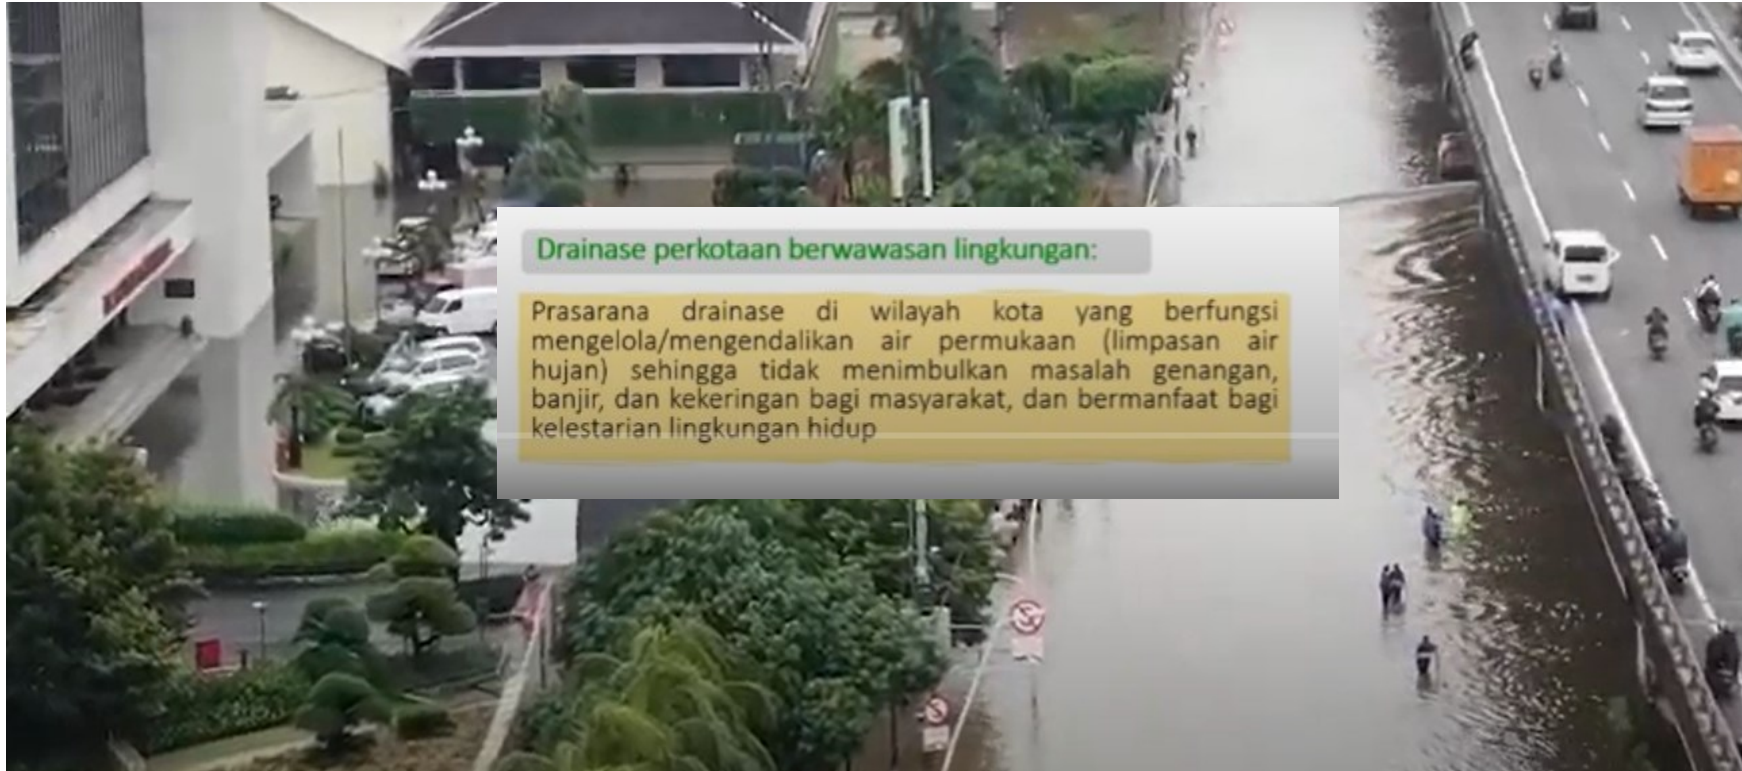 Drainase perkotaan berwawasan lingkungan:
Prasarana drainase di wilayah kota yang berfungsi
mengelola/mengendalikan air permukaan (limpasan air
hujan) sehingga tidak menimbulkan masalah genangan,
banjir, dan kekeringan bagi masyarakat, dan bermanfaat bagi
kelestarian lingkungan hidup